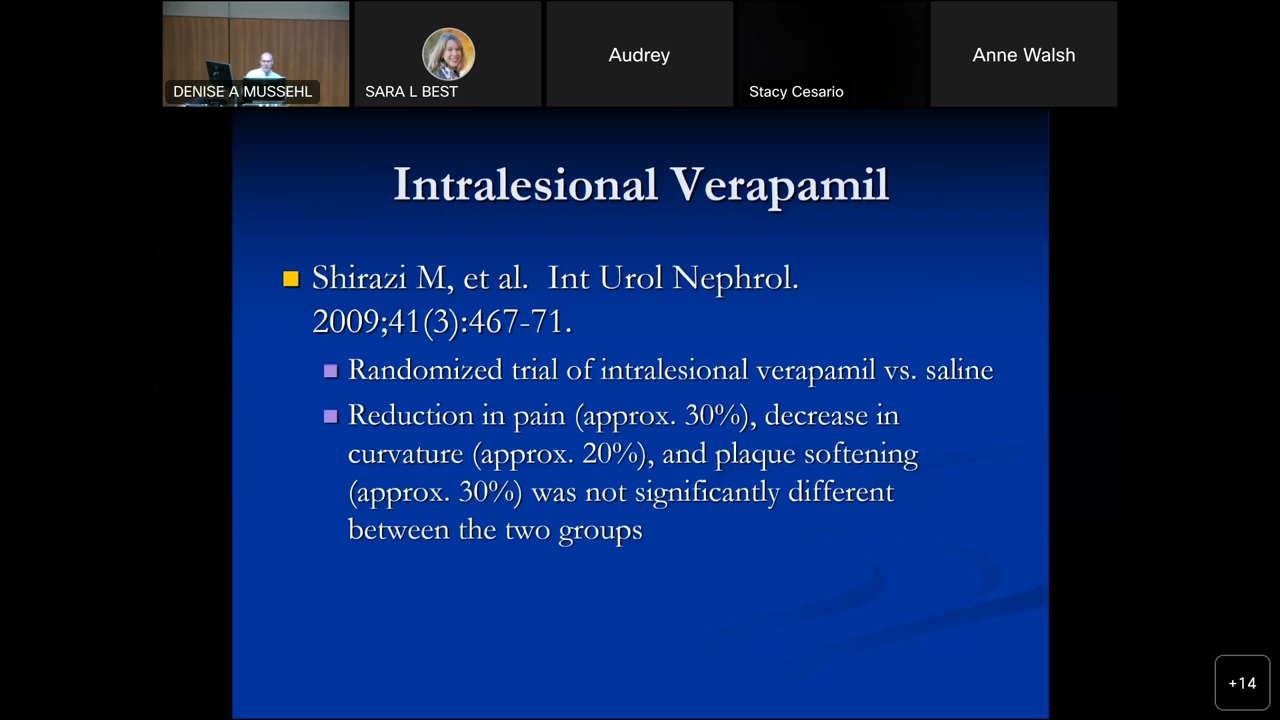 DENISE A MUSSEHL
SARA L BEST
Audrey
Stacy Cesario
Anne Walsh
Intralesional Verapamil
Shirazi M, et al.  Int Urol Nephrol.
2009;41(3):467-71.
Randomized trial of intralesional verapamil vs. saline
Reduction in pain (approx. 30%), decrease in
curvature (approx. 20%), and plaque softening
(approx. 30%) was not significantly different
between the two groups
+14